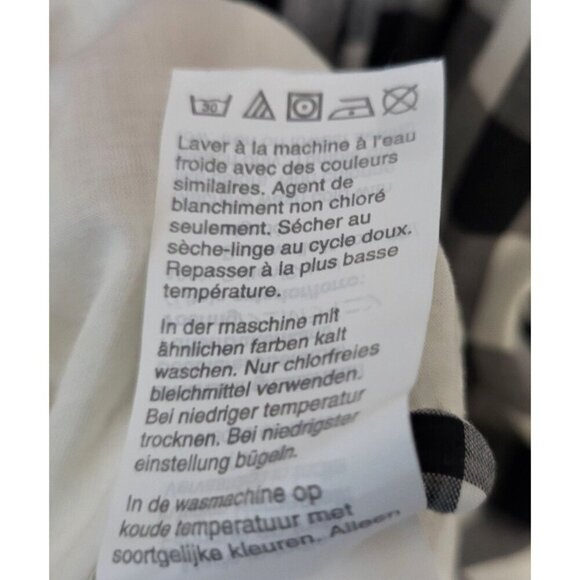 30
Laver à la machine à l'eau
froide avec des couleurs
similaires. Agent de
blanchiment non chloré
seulement. Sécher au
sèche-linge au cycle doux.
Repasser à la plus basse
température.
In der maschine mit
ähnlichen farben kalt
waschen. Nur chlorfreies
bleichmittel verwenden.
Bei niedriger temperatur
trocknen. Bei niedrigster
einstellung bügeln.
In de wasmachine op
koude temperatuur met
soortgelijke kleuren. Alleen